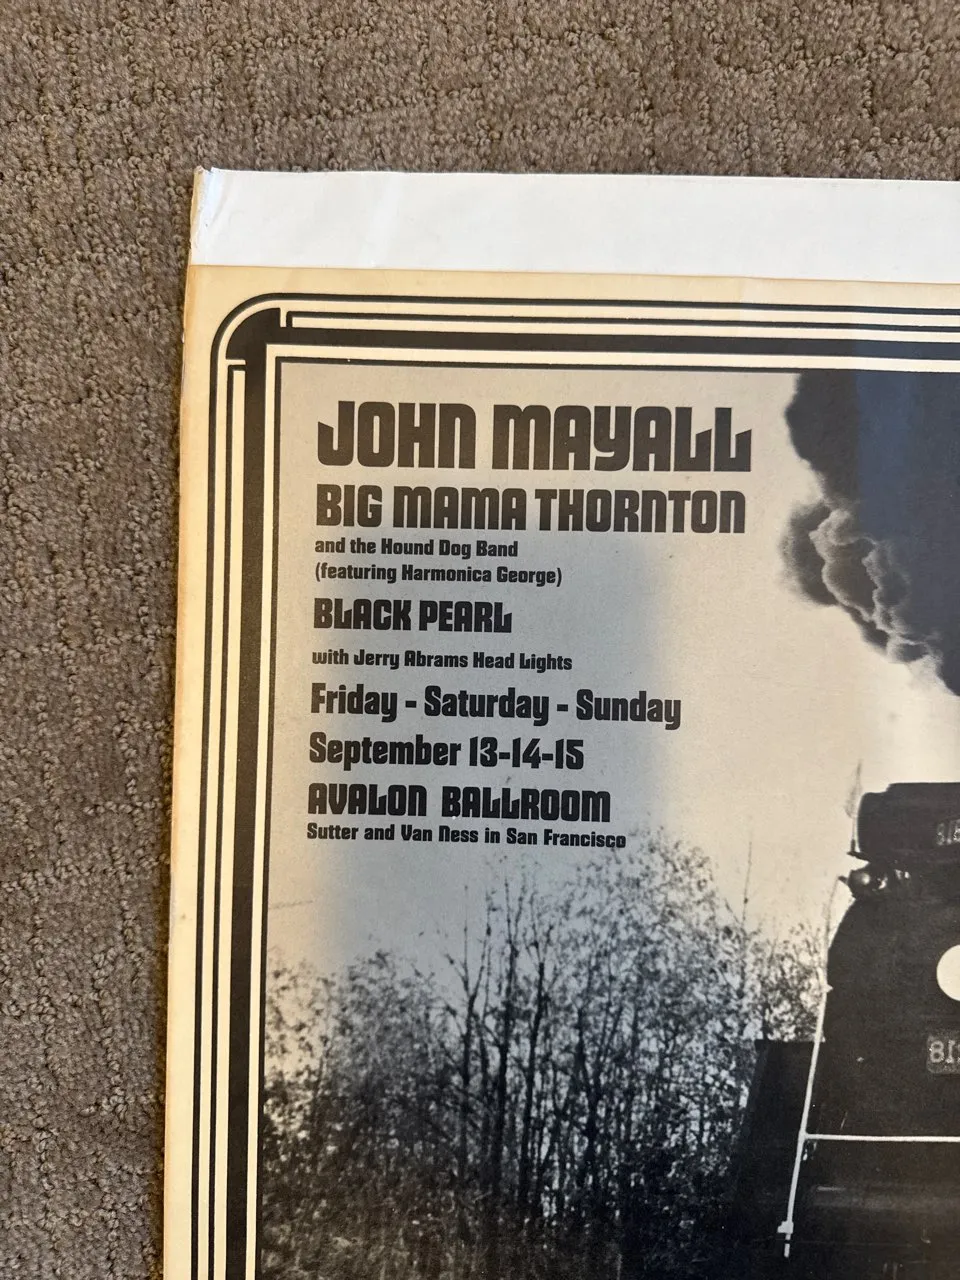 JOHN MAYALL
BIG MAMA THORNTON
and the Hound Dog Band
(featuring Harmonica George)
BLACK PEARL
with Jerry Abrams Head Lights
Friday - Saturday - Sunday
September 13-14-15
AVALON BALLROOM
Sutter and Van Ness in San Francisco